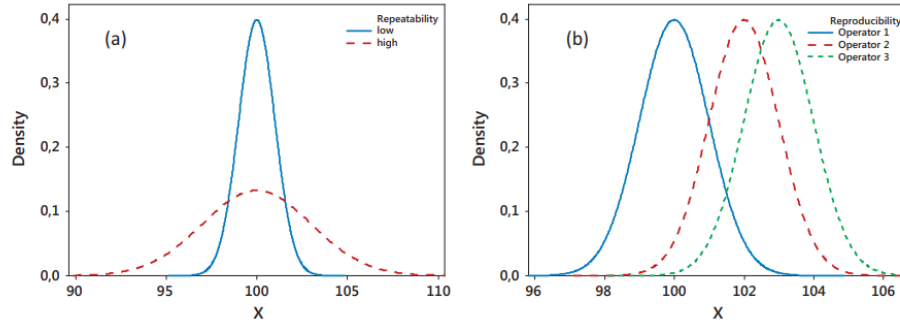 (a)
Repeatability
low
high
0,4
0,3
0,2
0,1
0,0
Density
90
95
100
105
110
X
(b)
Reproducibility
Operator 1
Operator 2
Operator 3
0,4
0,3
0,2
0,1
0,0
Density
96
98
100
102
104
106
X